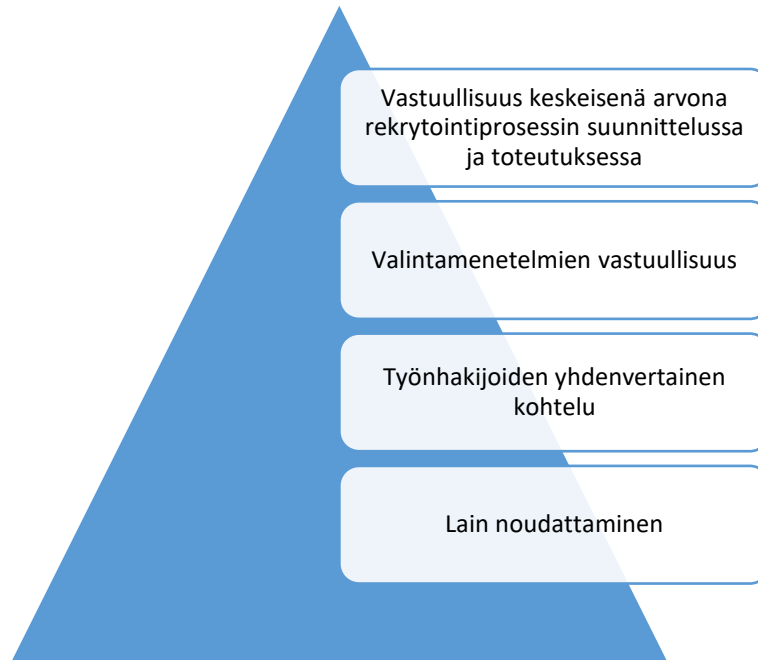 Vastuullisuus keskeisenä arvona
rekrytointiprosessin suunnittelussa
ja toteutuksessa
Valintamenetelmien vastuullisuus
Työnhakijoiden yhdenvertainen
kohtelu
Lain noudattaminen